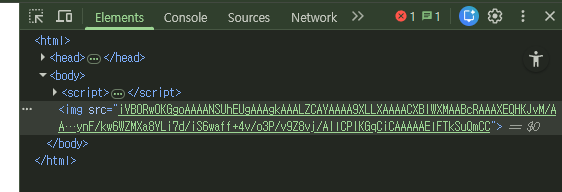 Elements Console Sources Network » 1 1
<html>
<head> ⋯ </head>
<body>
<script> ⋯ </script>
⋯ <img src="iVBORw0KGgoAAAANSUhEUgAAAgkAAALZCAYAAAA9XLLXAAAACXBIWXMAABcRAAAXEQHKJvM/AA
A⋯ynF/kw6WZMXa8YLi7d/iS6waff+4v/o3P/v9Z8vj/AIICPIKGqCiCAAAAAElFTkSuQmCC"> == $0
</body>
</html>